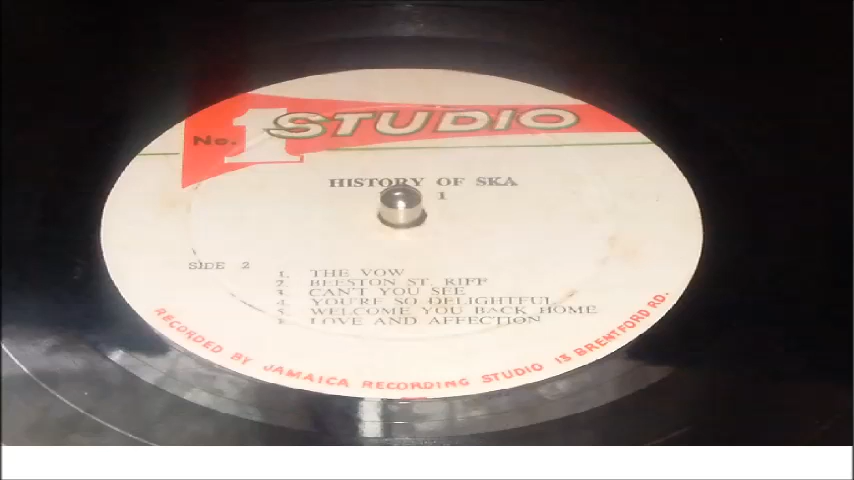 No. 1 STUDIO
HISTORY OF SKA
1
SIDE 2
1. THE VOW
2. BEESTON ST. RIFF
3. CAN'T YOU SEE
4. YOU'RE SO DELIGHTFUL
5. WELCOME YOU BACK HOME
6. LOVE AND AFFECTION
RECORDED BY JAMAICA RECORDING STUDIO 13 BRENTFORD RD.